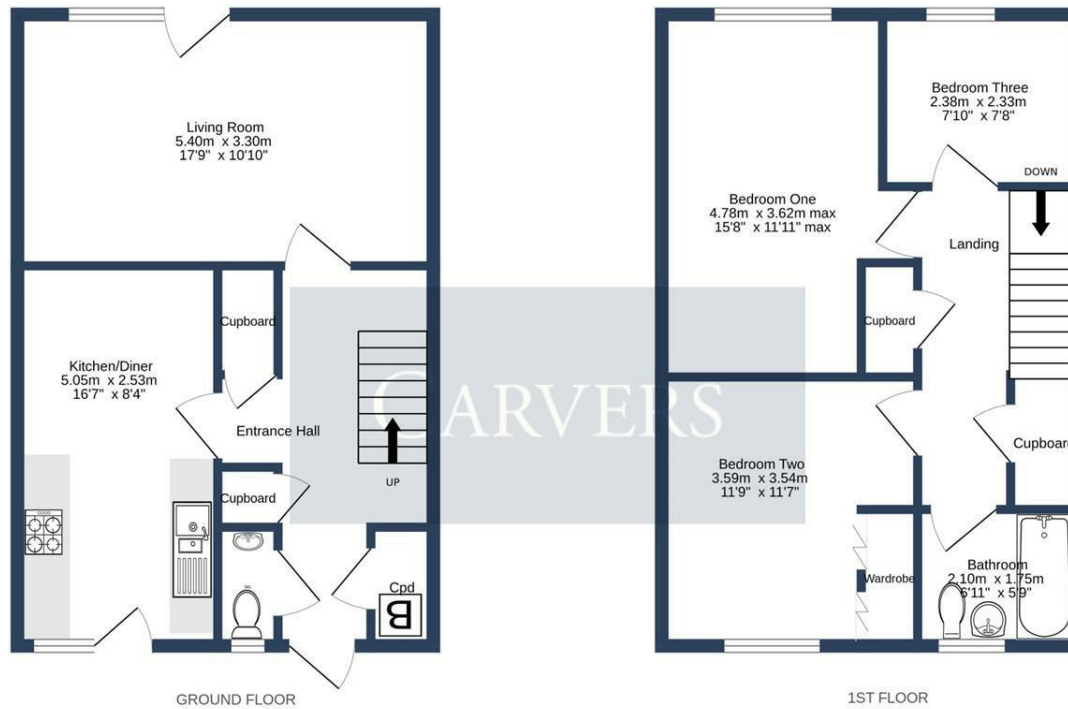 Living Room
5.40m x 3.30m
17'9" x 10'10"
Kitchen/Diner
5.05m x 2.53m
16'7" x 8'4"
Cupboard
Entrance Hall
Cupboard
UP
Cpd
B
GROUND FLOOR
CARVERS
Bedroom Three
2.38m x 2.33m
7'10" x 7'8"
DOWN
Bedroom One
4.78m x 3.62m max
15'8" x 11'11" max
Landing
Cupboard
Bedroom Two
3.59m x 3.54m
11'9" x 11'7"
Cupboard
Wardrobe
Bathroom
2.10m x 1.75m
6'11" x 5'9"
1ST FLOOR